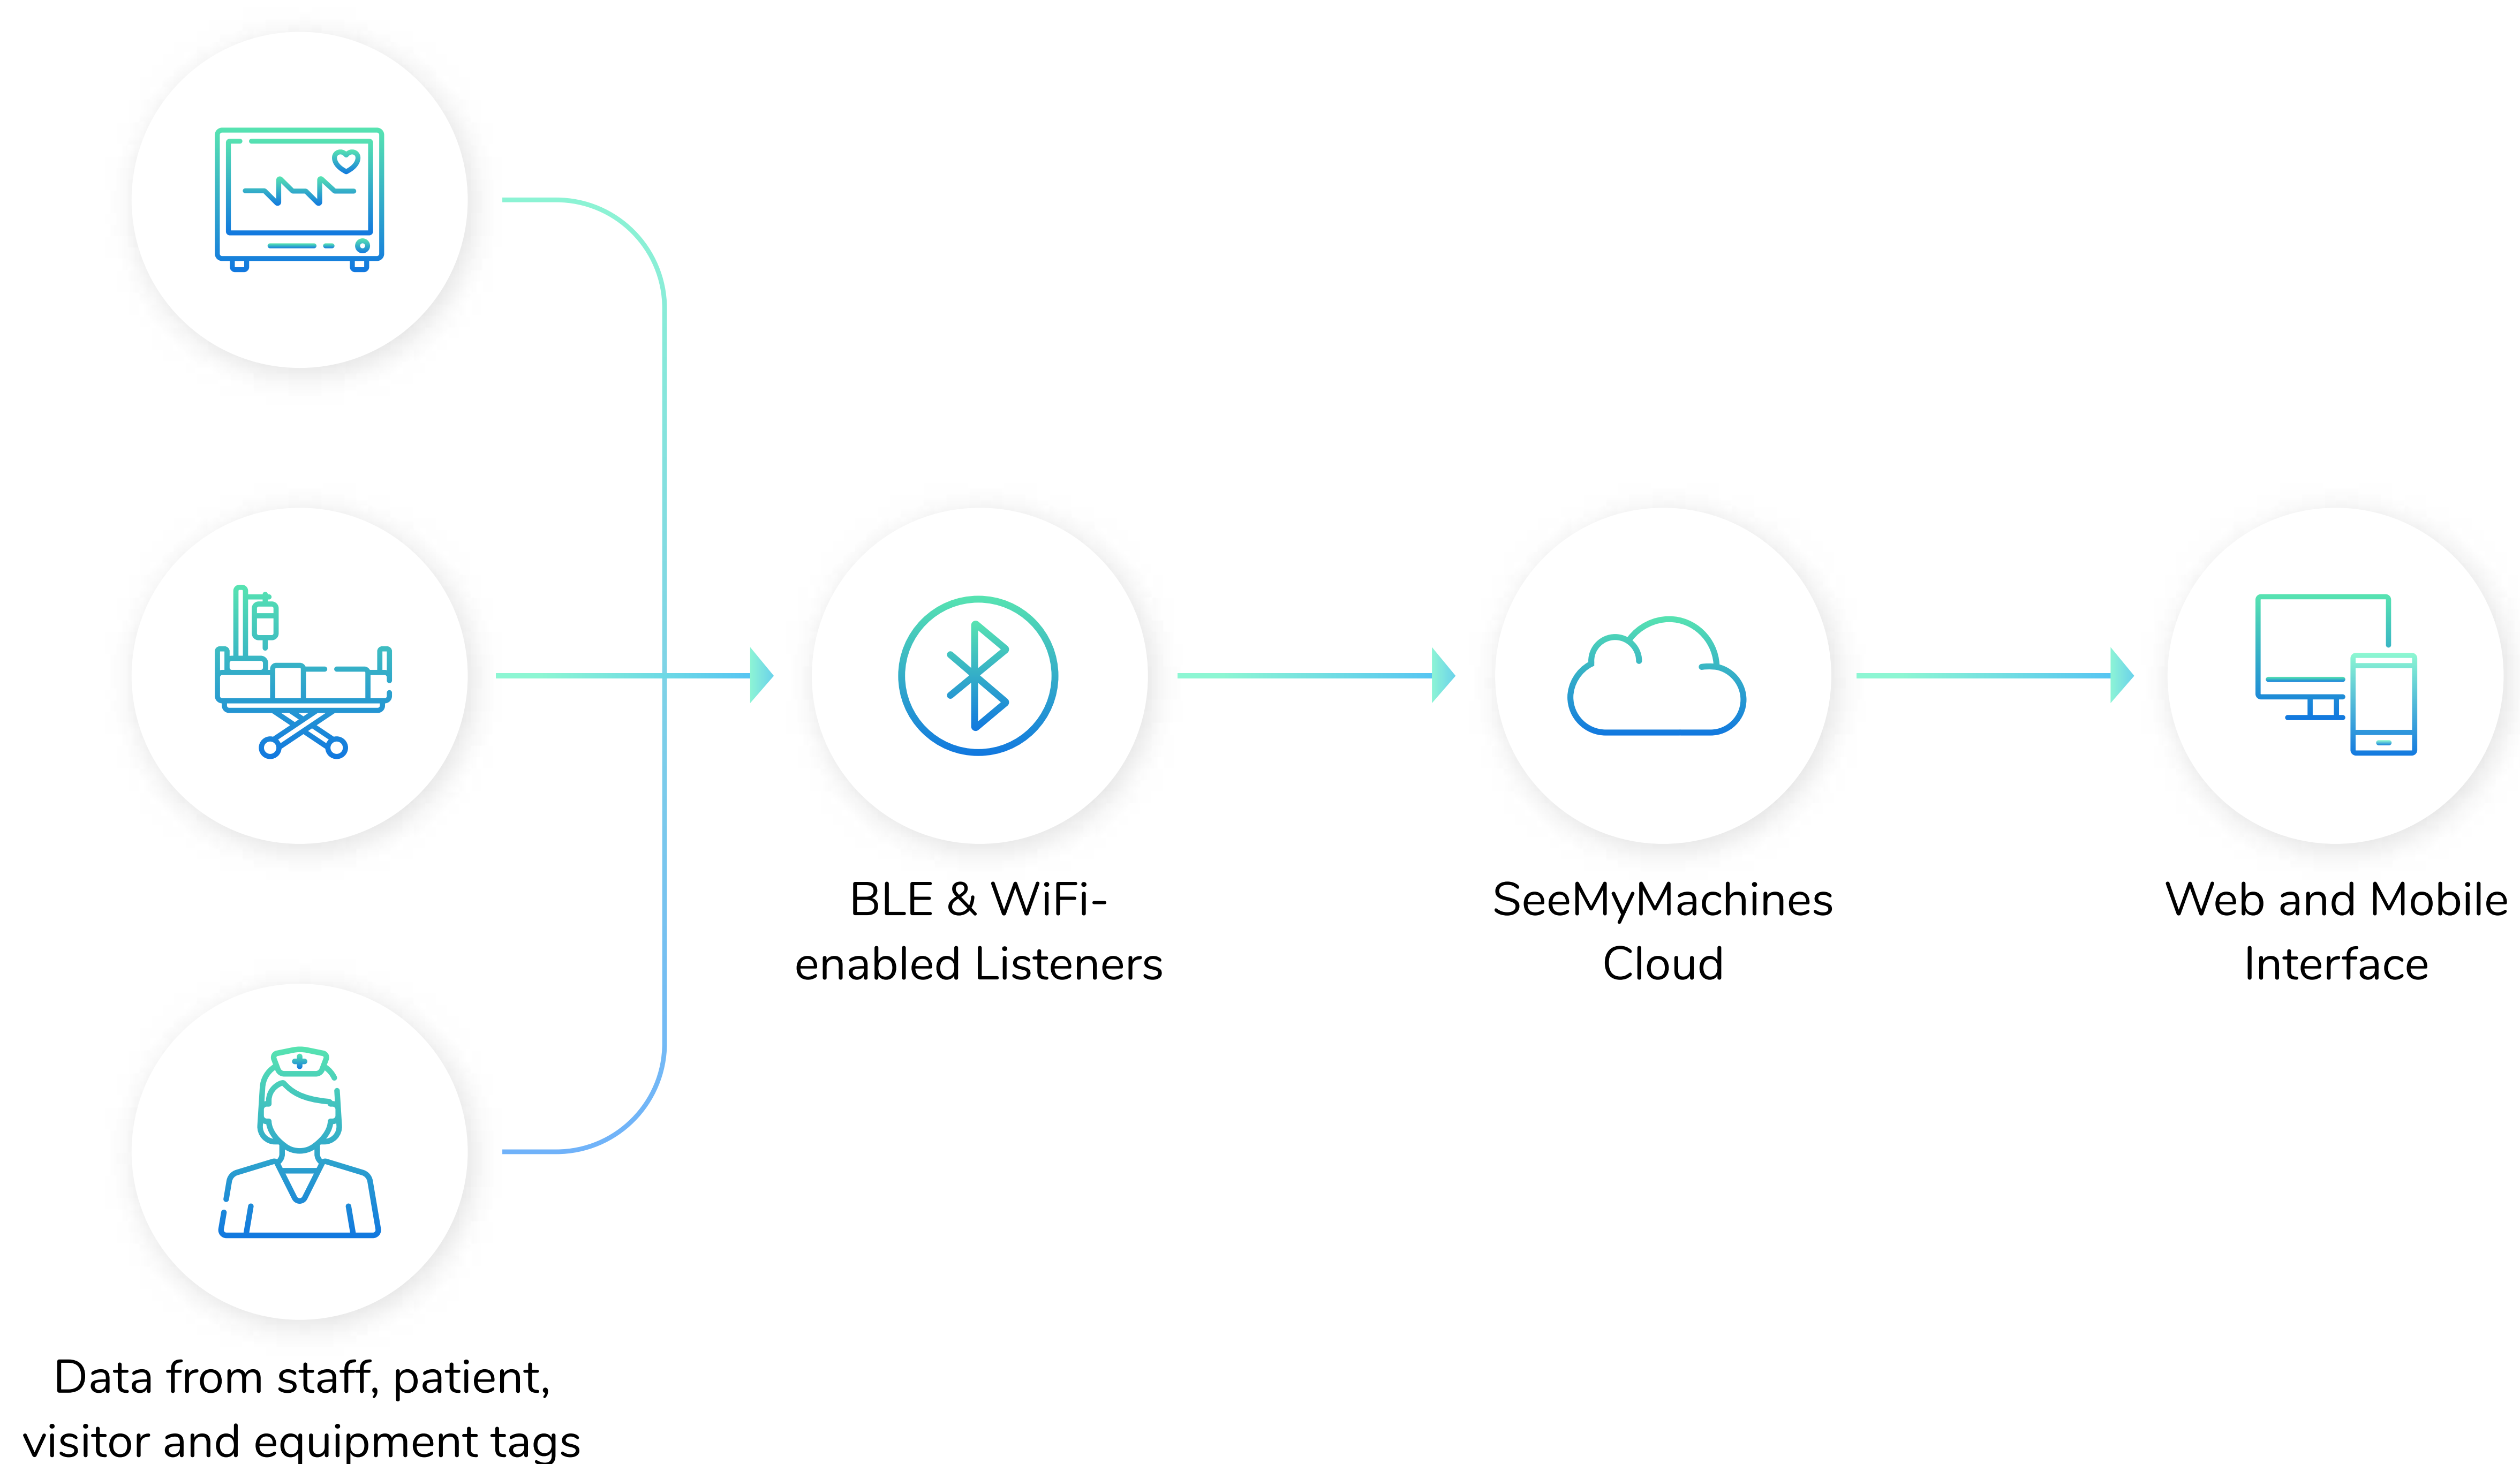 BLE & WiFi-
enabled Listeners
SeeMyMachines
Cloud
Web and Mobile
Interface
Data from staff, patient,
visitor and equipment tags